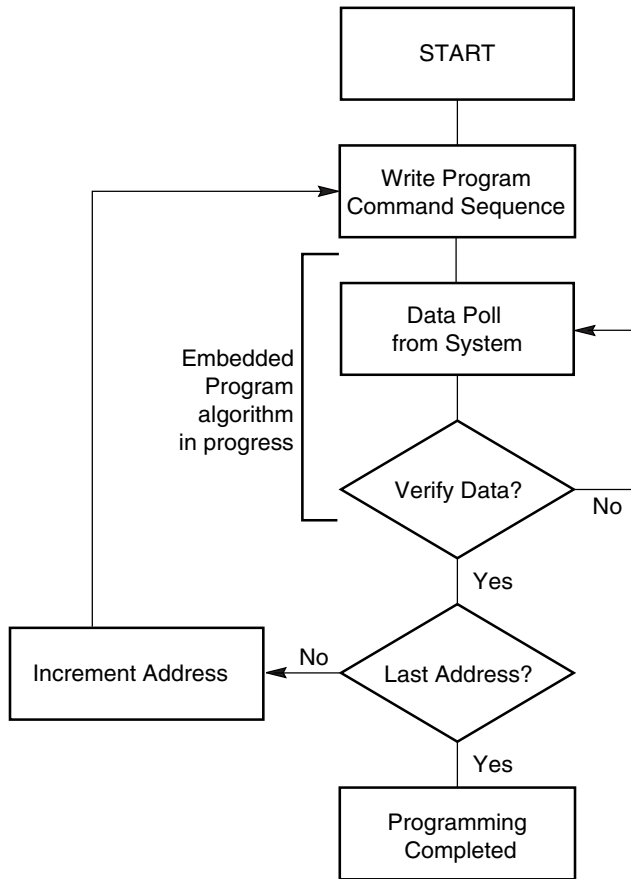 START
Write Program
Command Sequence
Data Poll
from System
Embedded
Program
algorithm
in progress
Verify Data?
No
Yes
Increment Address
No
Last Address?
Yes
Programming
Completed